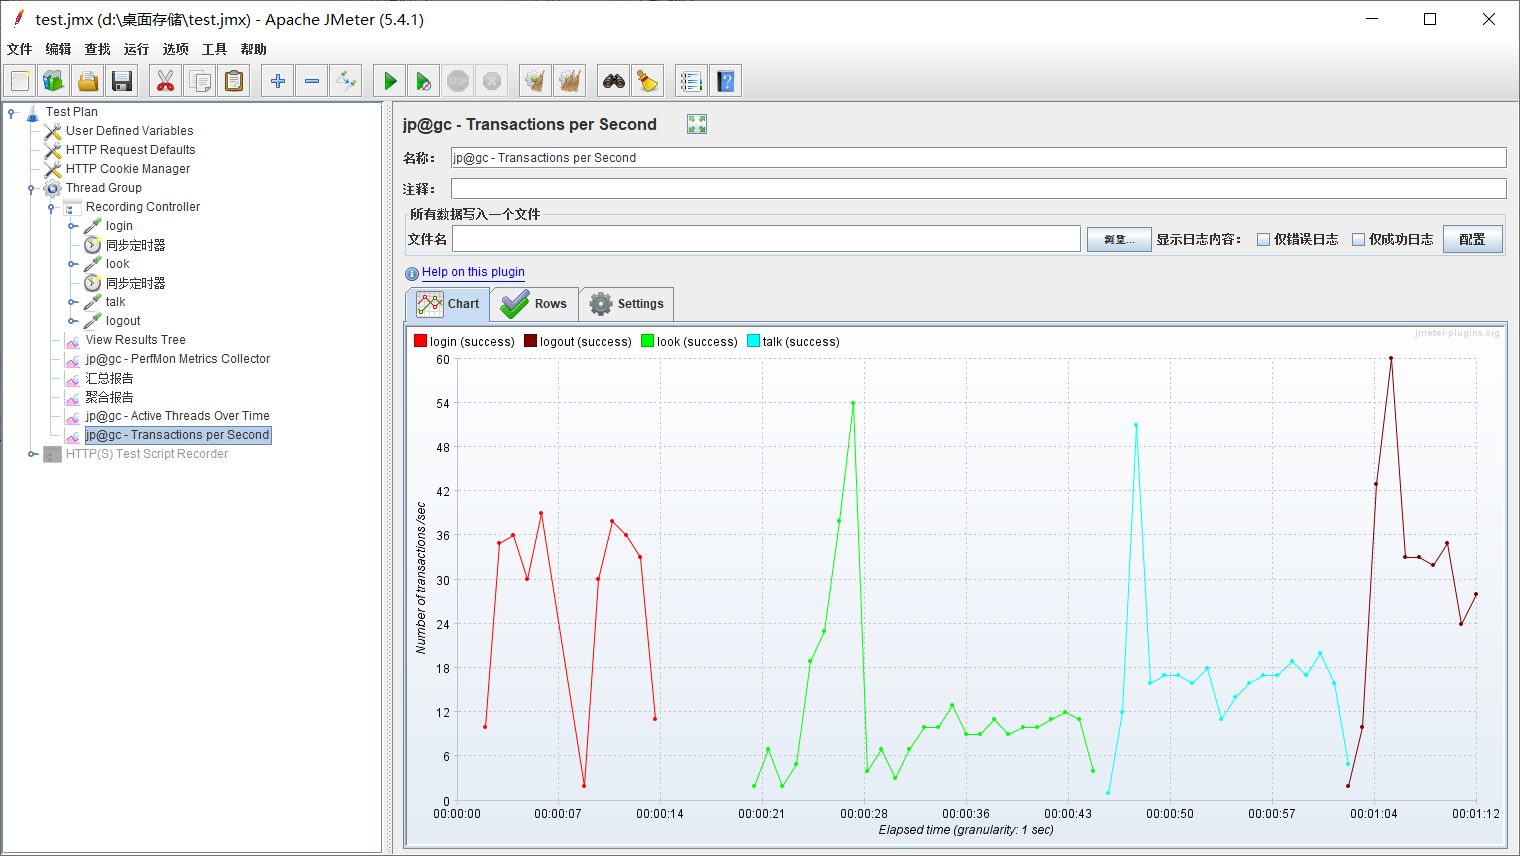 test.jmx (d:\桌面存储\test.jmx) - Apache JMeter (5.4.1)
文件 编辑 查找 运行 选项 工具 帮助
STOP
Test Plan
User Defined Variables
HTTP Request Defaults
HTTP Cookie Manager
Thread Group
Recording Controller
login
同步定时器
look
同步定时器
talk
logout
View Results Tree
jp@gc - PerfMon Metrics Collector
汇总报告
聚合报告
jp@gc - Active Threads Over Time
jp@gc - Transactions per Second
HTTP(S) Test Script Recorder
jp@gc - Transactions per Second
名称： jp@gc - Transactions per Second
注释：
所有数据写入一个文件
文件名 浏览... 显示日志内容： 仅错误日志 仅成功日志 配置
Help on this plugin
Chart Rows Settings
jmeter-plugins.org
login (success) logout (success) look (success) talk (success)
60
54
48
42
36
30
24
18
12
6
0
Number of transactions /sec
00:00:00 00:00:07 00:00:14 00:00:21 00:00:28 00:00:36 00:00:43 00:00:50 00:00:57 00:01:04 00:01:12
Elapsed time (granularity: 1 sec)